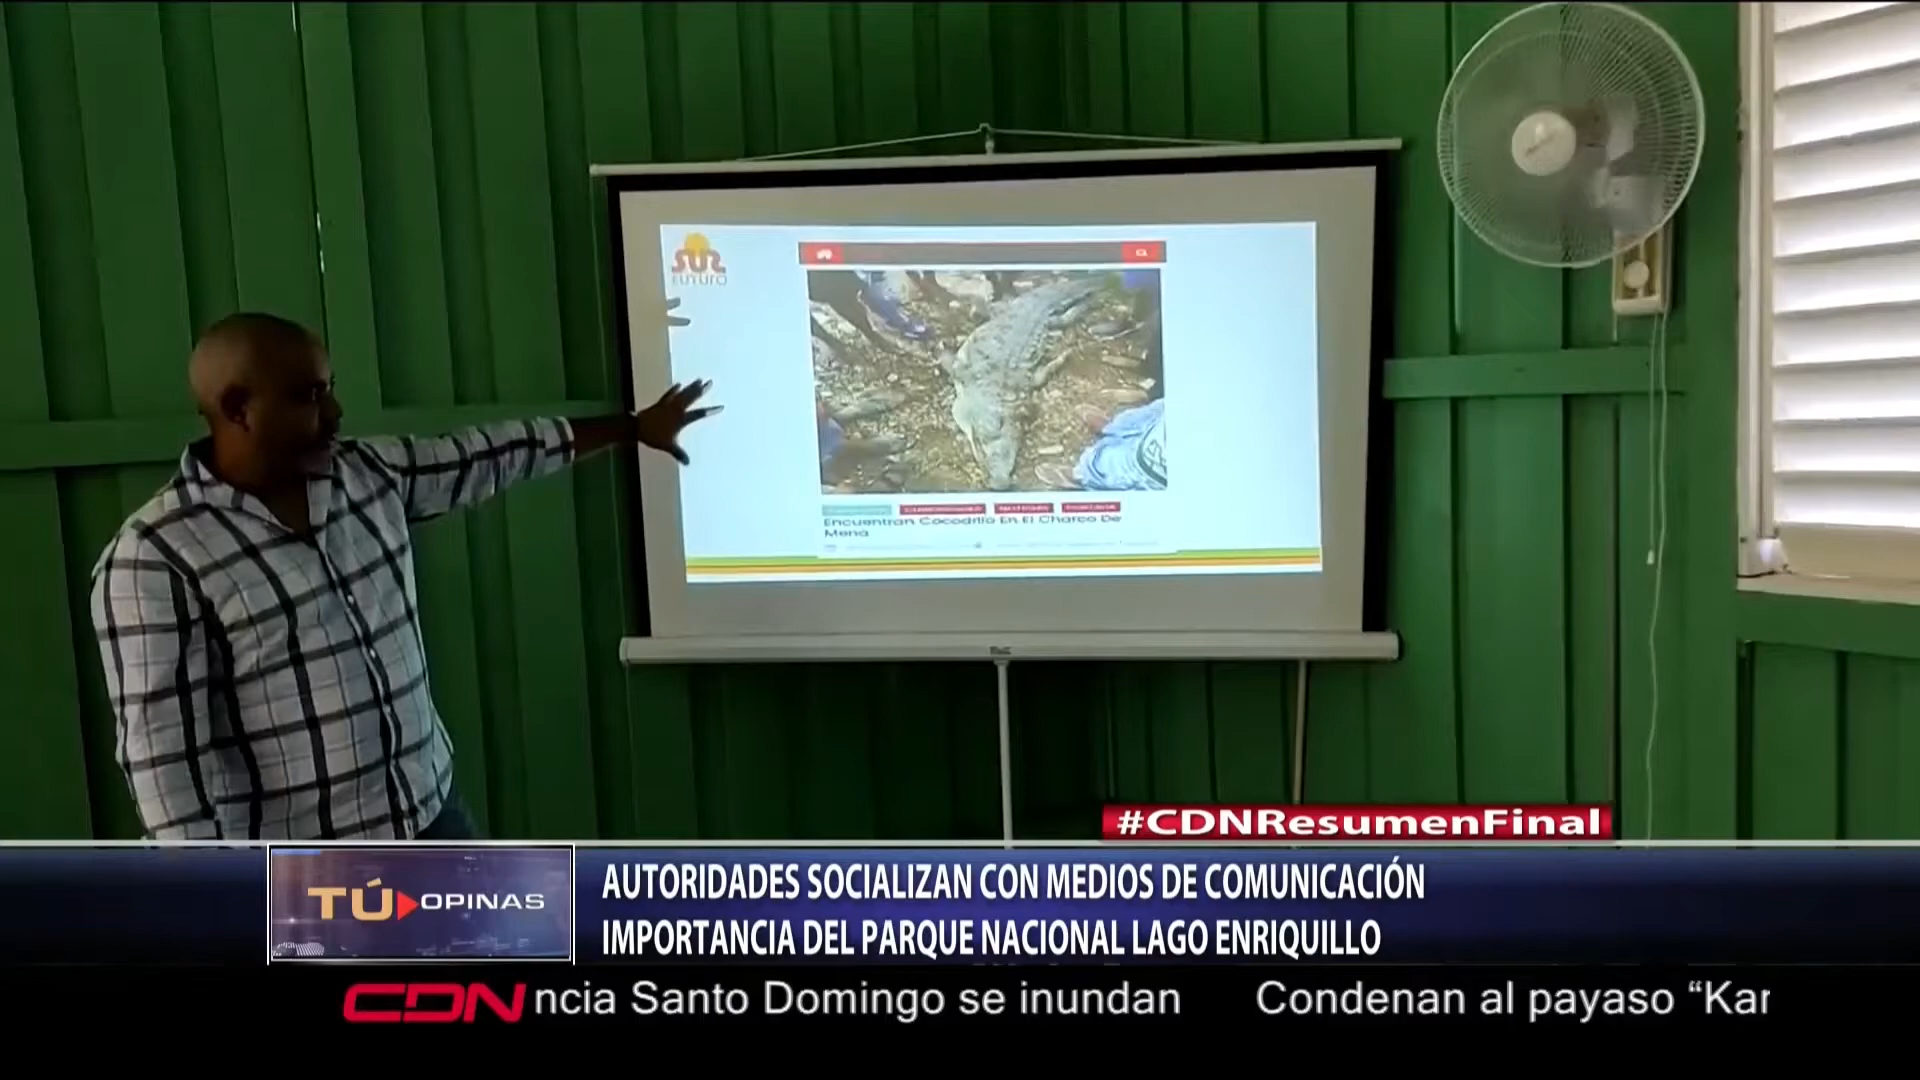 SUR
FUTURO
Encuentran Cocodrilo En El Charco De
Mena
#CDNResumenFinal
TÚ OPINAS
AUTORIDADES SOCIALIZAN CON MEDIOS DE COMUNICACIÓN
IMPORTANCIA DEL PARQUE NACIONAL LAGO ENRIQUILLO
CDN ncia Santo Domingo se inundan Condenan al payaso “Kar